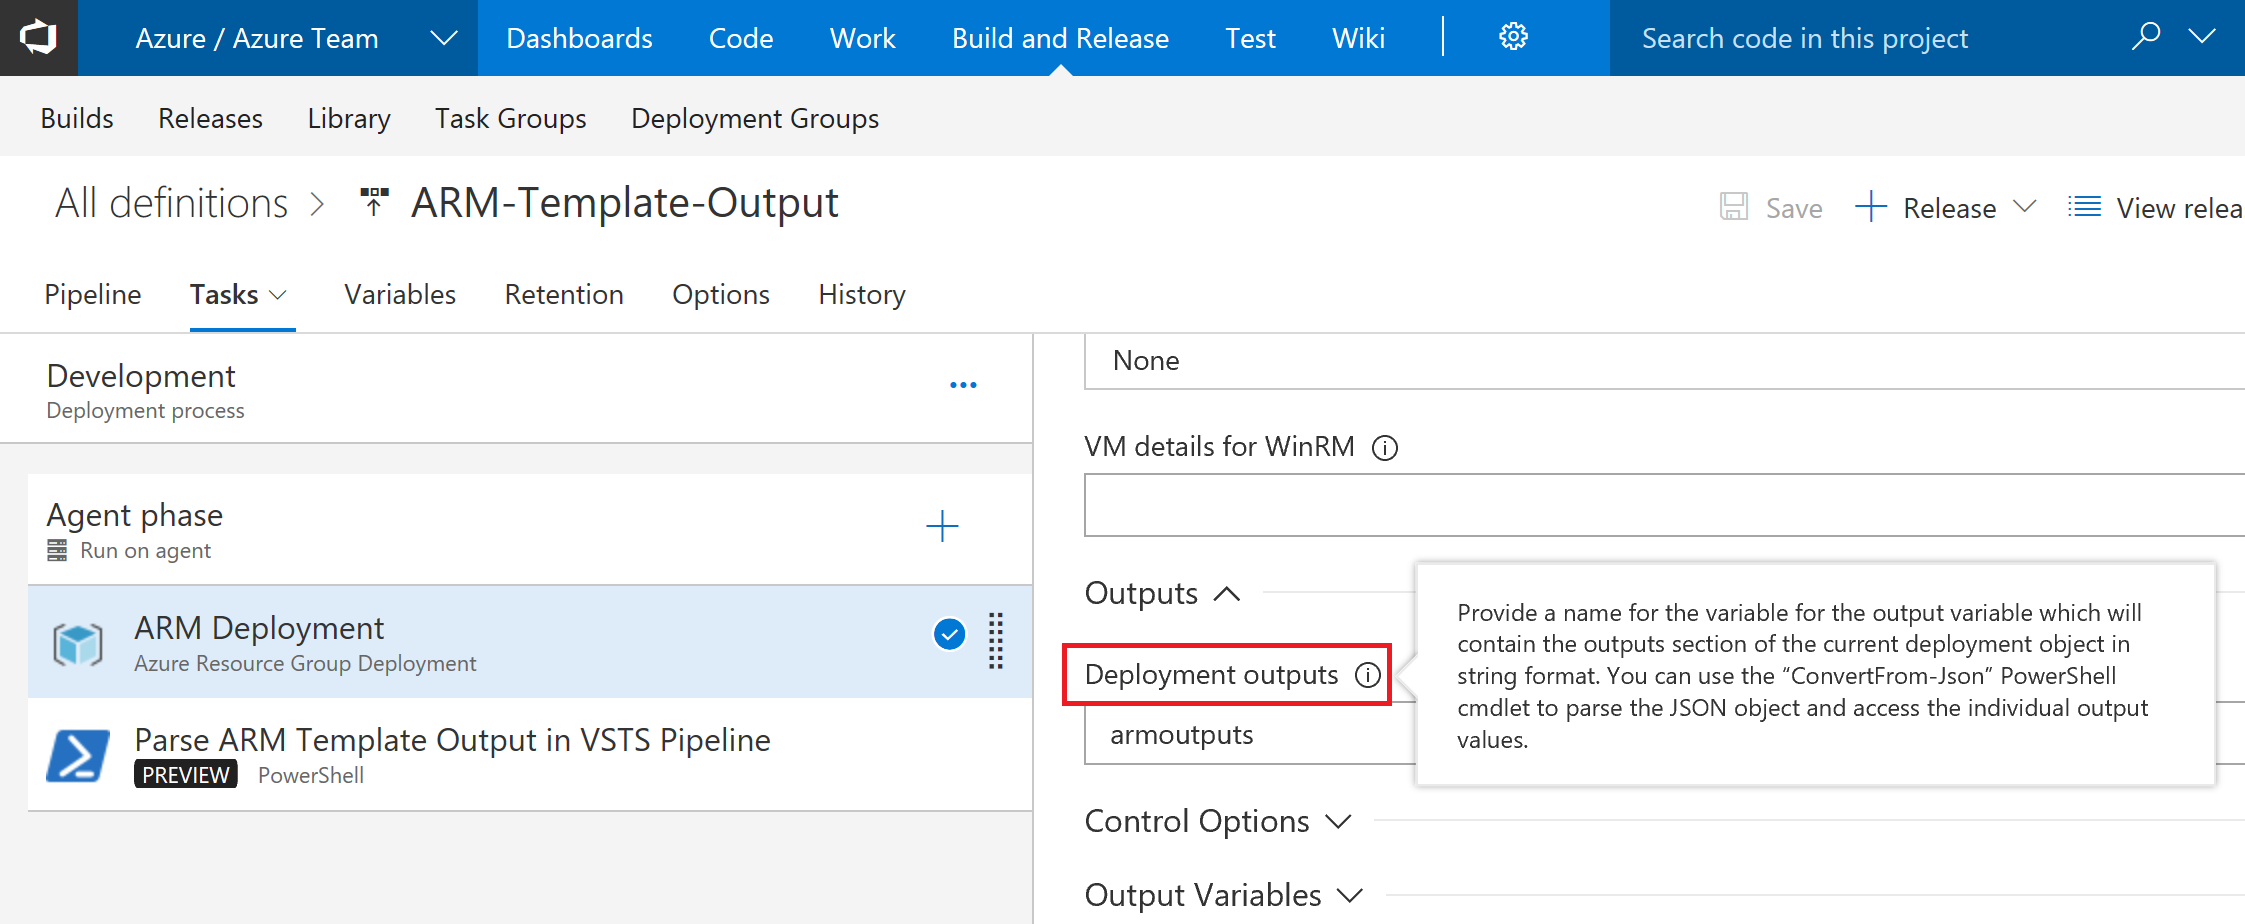 Azure / Azure Team
Dashboards Code Work Build and Release Test Wiki
Search code in this project
Builds Releases Library Task Groups Deployment Groups
All definitions > ARM-Template-Output
Save + Release View relea
Pipeline Tasks Variables Retention Options History
Development
Deployment process
Agent phase
Run on agent
ARM Deployment
Azure Resource Group Deployment
Parse ARM Template Output in VSTS Pipeline
PREVIEW PowerShell
None
VM details for WinRM
Outputs
Deployment outputs
armoutputs
Provide a name for the variable for the output variable which will
contain the outputs section of the current deployment object in
string format. You can use the “ConvertFrom-Json” PowerShell
cmdlet to parse the JSON object and access the individual output
values.
Control Options
Output Variables